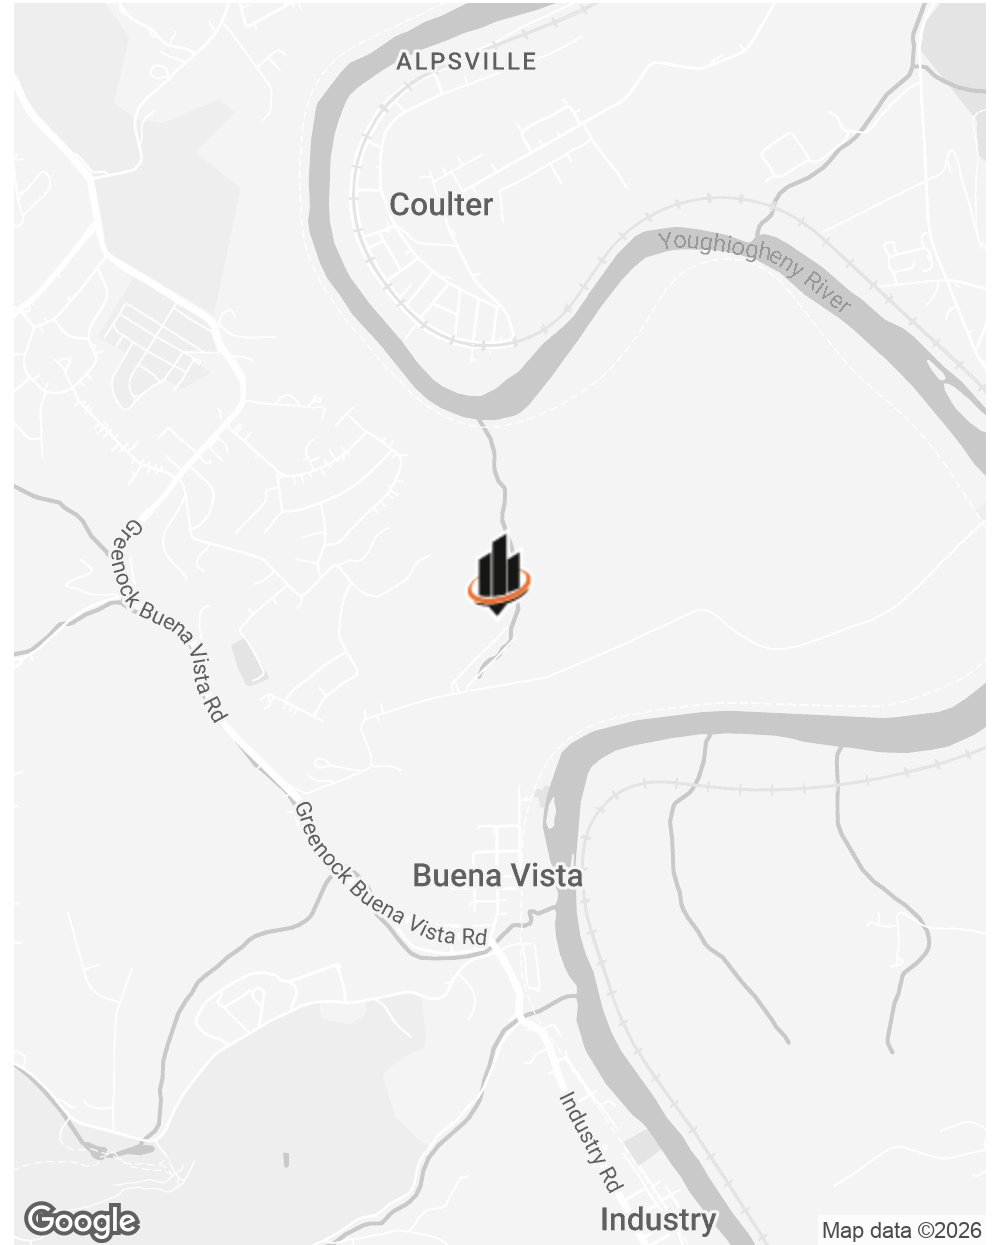 ALPSVILLE
Coulter
Youghiogheny River
Greenock Buena Vista Rd
Greenock Buena Vista Rd
Buena Vista
Industry Rd
Industry
Google
Map data ©2026